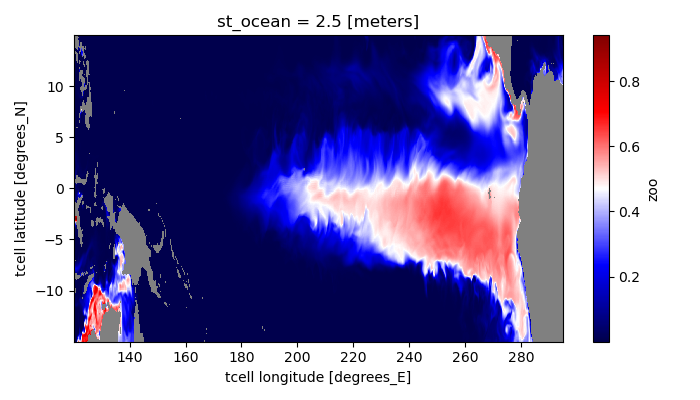 st_ocean = 2.5 [meters]
10
5
0
−5
−10
tcell latitude [degrees_N]
140 160 180 200 220 240 260 280
tcell longitude [degrees_E]
0.8
0.6
0.4
0.2
zoo